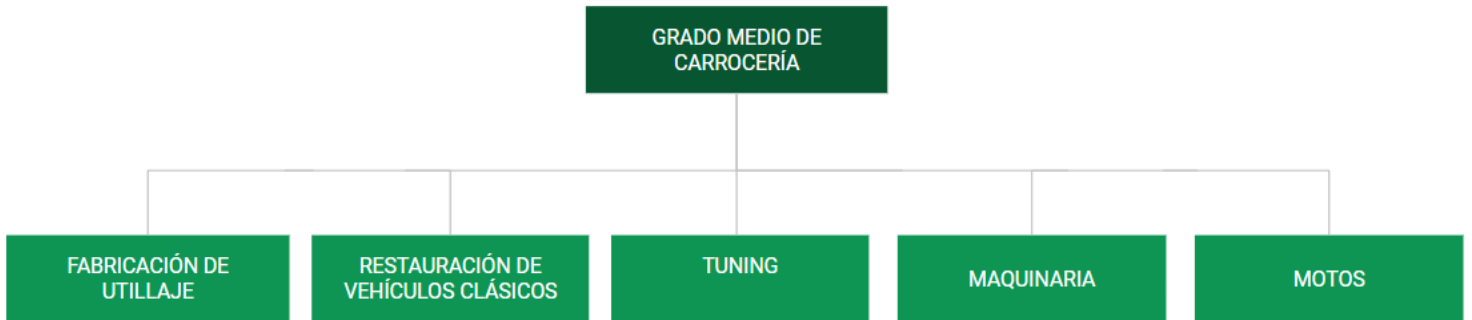 GRADO MEDIO DE
CARROCERÍA
FABRICACIÓN DE
UTILLAJE
RESTAURACIÓN DE
VEHÍCULOS CLÁSICOS
TUNING
MAQUINARIA
MOTOS